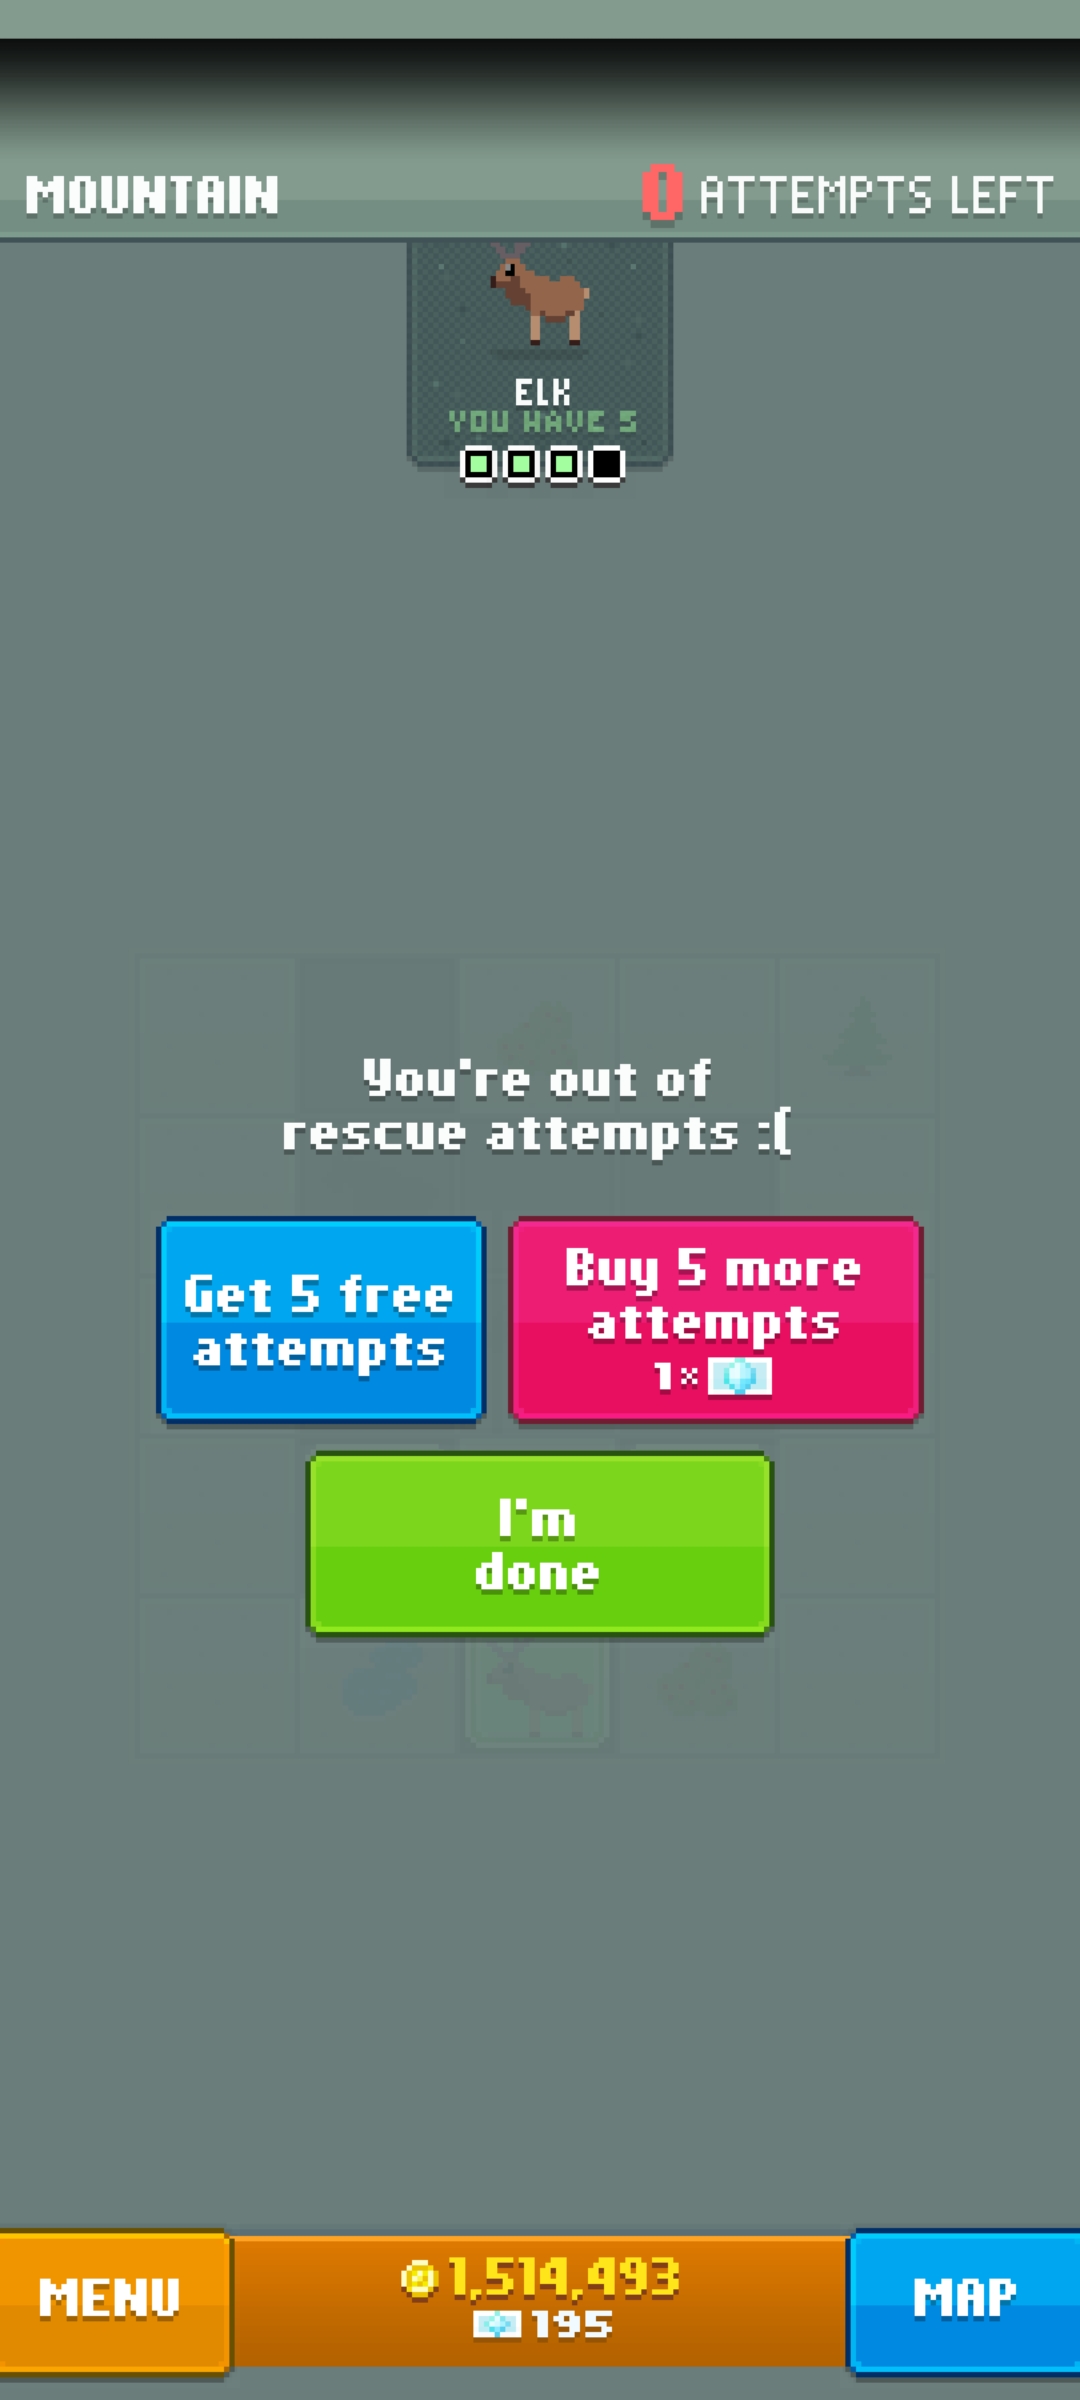 MOUNTAIN
0 ATTEMPTS LEFT
ELK
YOU HAVE 5
You're out of
rescue attempts :(
Get 5 free
attempts
Buy 5 more
attempts
1×
I'm
done
MENU
1,514,493
195
MAP